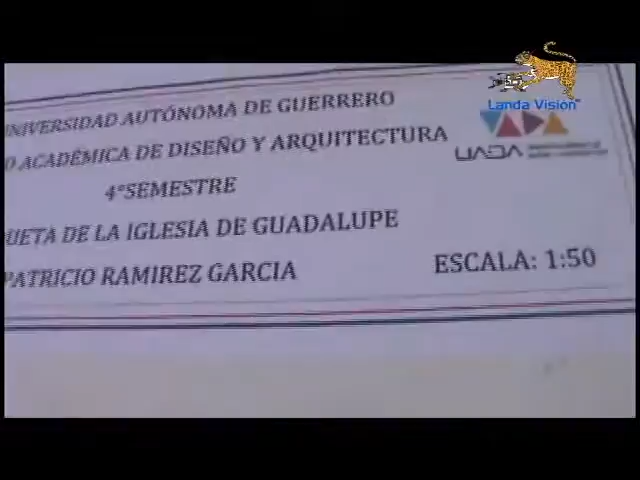 Landa Visión
UNIVERSIDAD AUTÓNOMA DE GUERRERO
O ACADÉMICA DE DISEÑO Y ARQUITECTURA
UADA
4°SEMESTRE
UETA DE LA IGLESIA DE GUADALUPE
PATRICIO RAMIREZ GARCIA
ESCALA: 1:50